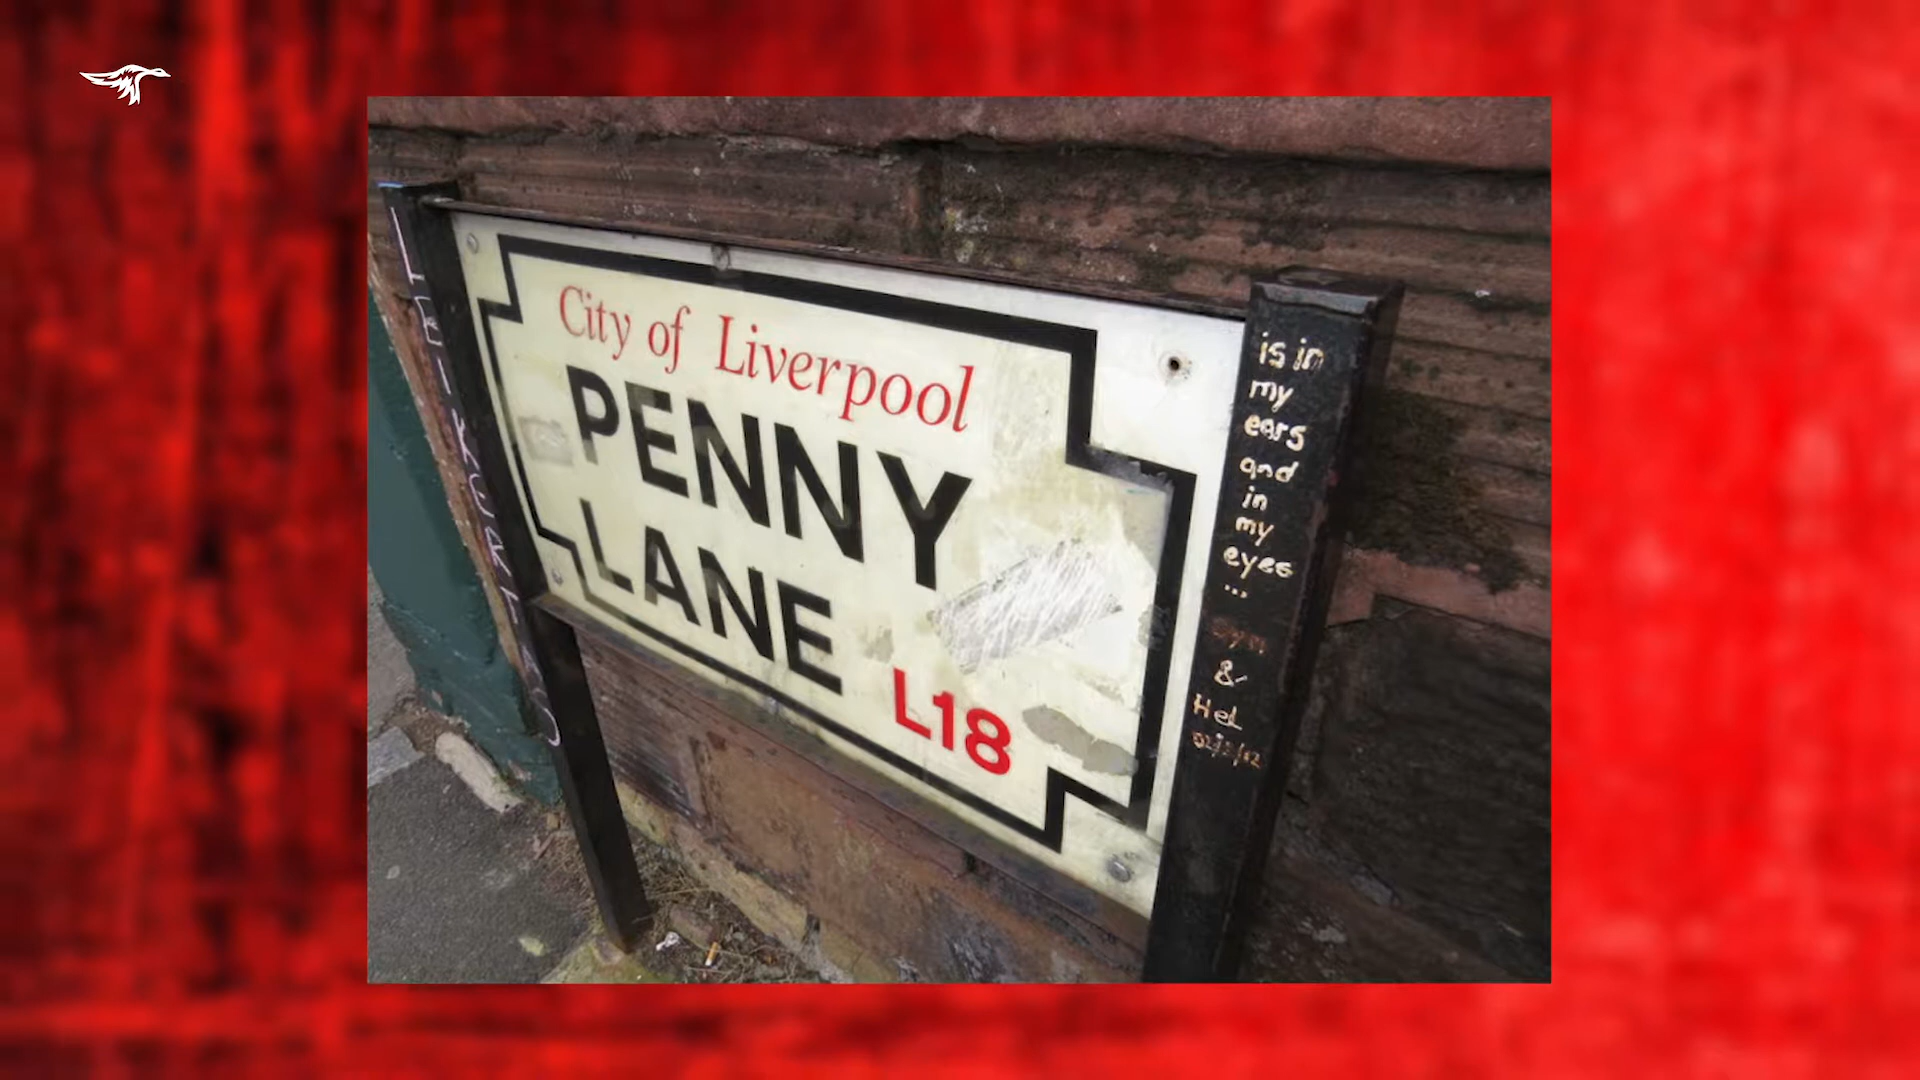 City of Liverpool
PENNY
LANE
L18
is in
my
ears
and
in
my
eyes
...
&
Hel